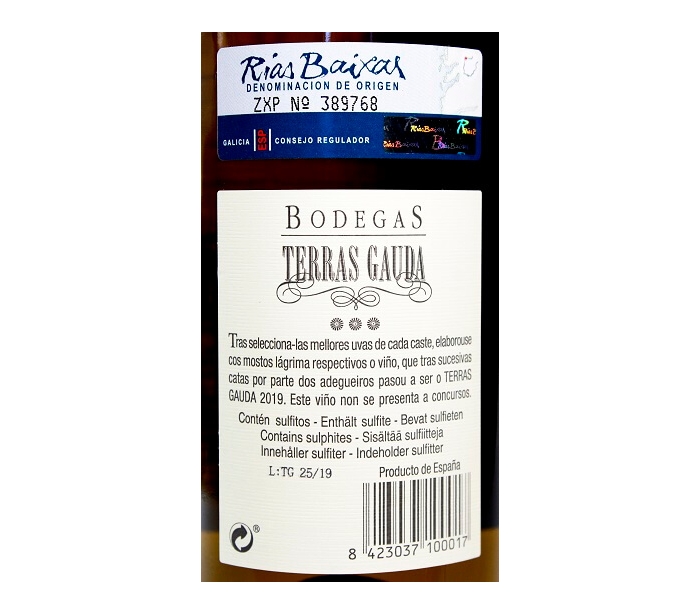 Rías Baixas
DENOMINACION DE ORIGEN
ZXP Nº 389768
GALICIA ESP CONSEJO REGULADOR
RíasBaixas
BODEGAS
TERRAS GAUDA
Tras selecciona-las mellores uvas de cada caste, elaborouse
cos mostos lágrima respectivos o viño, que tras sucesivas
catas por parte dos adegueiros pasou a ser o TERRAS
GAUDA 2019. Este viño non se presenta a concursos.
Contén sulfitos - Enthält sulfite - Bevat sulfieten
Contains sulphites - Sisältää sulfiitteja
Innehåller sulfiter - Indeholder sulfitter
L:TG 25/19 Producto de España
®
8 423037 100017